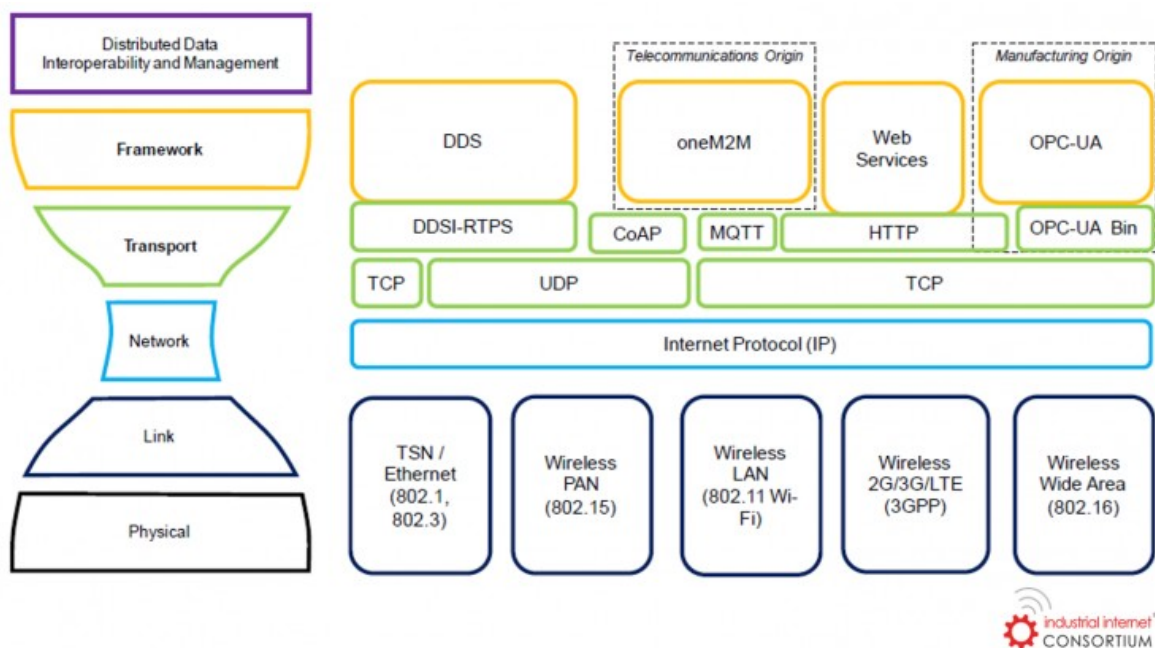 Distributed Data
Interoperability and Management
Framework
Transport
Network
Link
Physical
Telecommunications Origin
Manufacturing Origin
DDS
oneM2M
Web
Services
OPC-UA
DDSI-RTPS
CoAP
MQTT
HTTP
OPC-UA Bin
TCP
UDP
TCP
Internet Protocol (IP)
TSN /
Ethernet
(802.1,
802.3)
Wireless
PAN
(802.15)
Wireless
LAN
(802.11 Wi-
Fi)
Wireless
2G/3G/LTE
(3GPP)
Wireless
Wide Area
(802.16)
industrial internet
CONSORTIUM